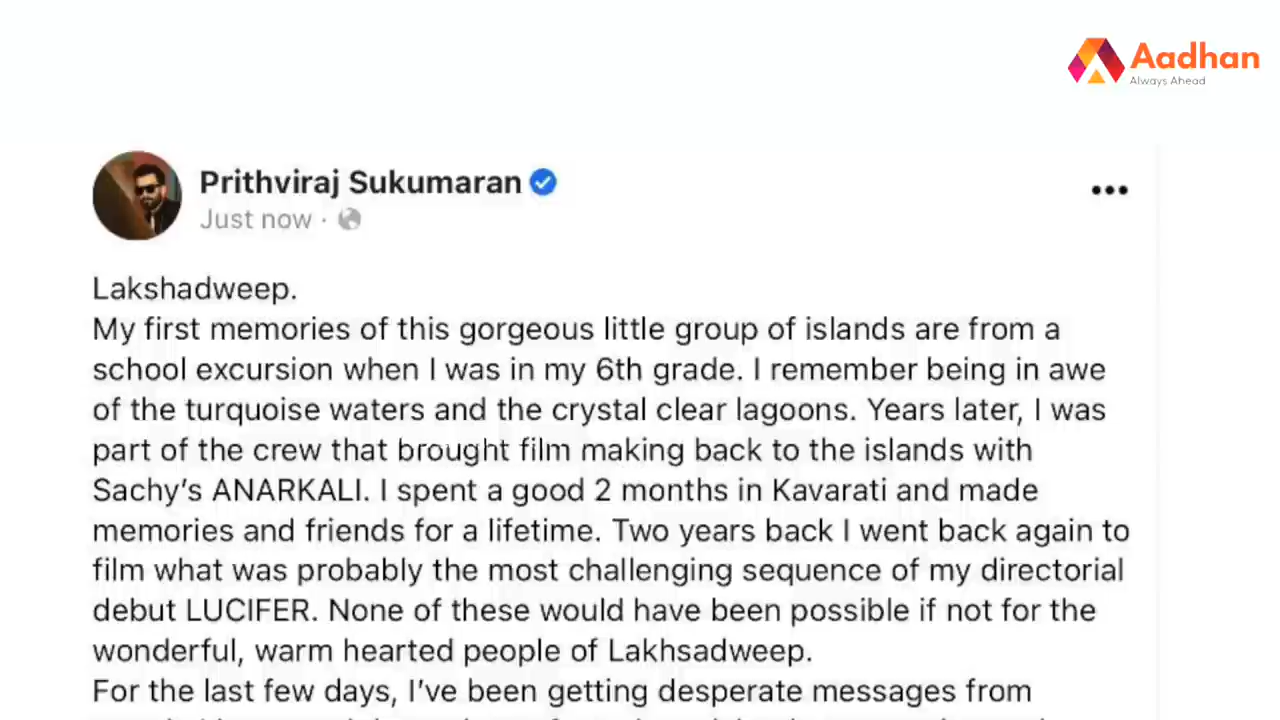 Aadhan
Always Ahead
Prithviraj Sukumaran
Just now ·
Lakshadweep.
My first memories of this gorgeous little group of islands are from a
school excursion when I was in my 6th grade. I remember being in awe
of the turquoise waters and the crystal clear lagoons. Years later, I was
part of the crew that brought film making back to the islands with
Sachy’s ANARKALI. I spent a good 2 months in Kavarati and made
memories and friends for a lifetime. Two years back I went back again to
film what was probably the most challenging sequence of my directorial
debut LUCIFER. None of these would have been possible if not for the
wonderful, warm hearted people of Lakhsadweep.
For the last few days, I’ve been getting desperate messages from